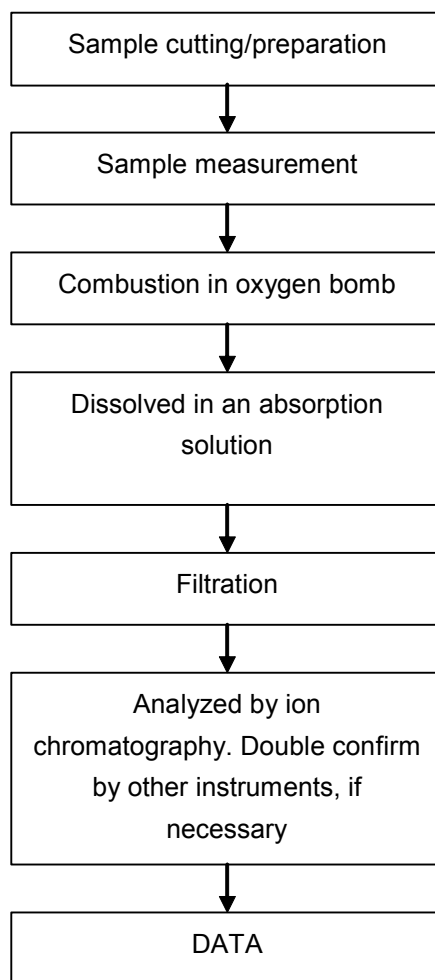 Sample cutting/preparation
Sample measurement
Combustion in oxygen bomb
Dissolved in an absorption
solution
Filtration
Analyzed by ion
chromatography. Double confirm
by other instruments, if
necessary
DATA